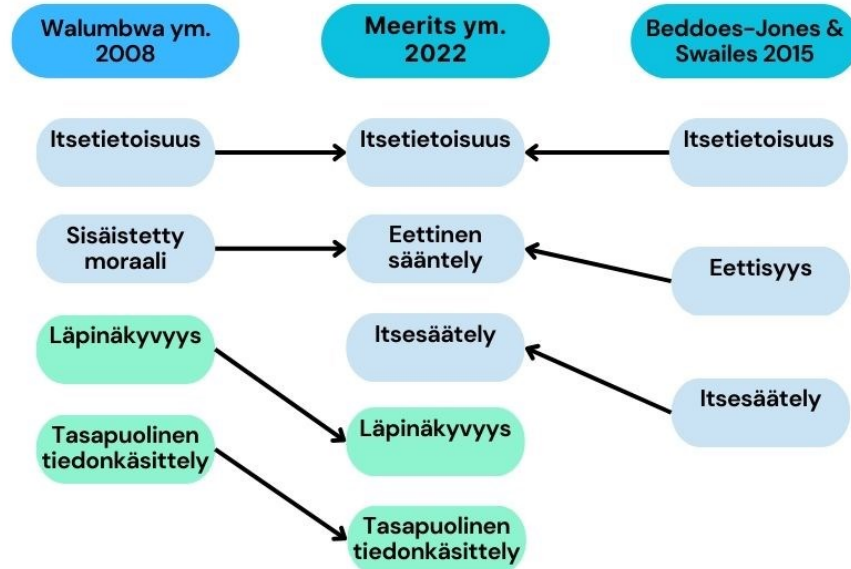 Walumbwa ym.
2008
Meerits ym.
2022
Beddoes-Jones &
Swailes 2015
Itsetietoisuus
Itsetietoisuus
Itsetietoisuus
Sisäistetty
moraali
Eettinen
sääntely
Eettisyys
Läpinäkyvyys
Itsesäätely
Itsesäätely
Tasapuolinen
tiedonkäsittely
Läpinäkyvyys
Tasapuolinen
tiedonkäsittely